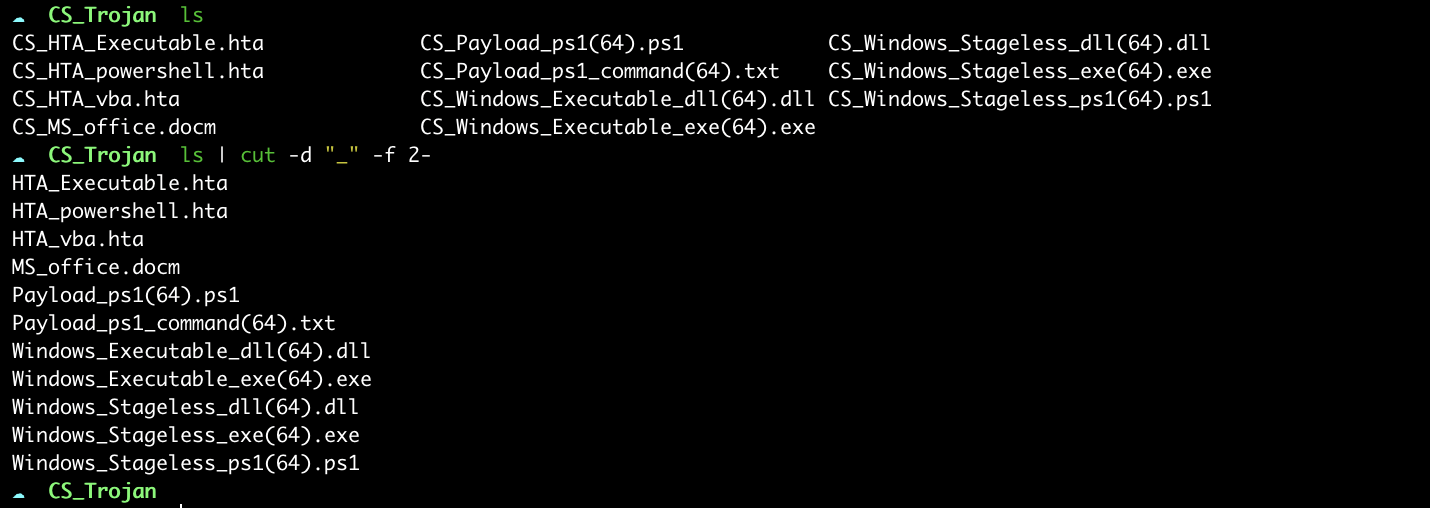 ☁ CS_Trojan ls
CS_HTA_Executable.hta CS_Payload_ps1(64).ps1 CS_Windows_Stageless_dll(64).dll
CS_HTA_powershell.hta CS_Payload_ps1_command(64).txt CS_Windows_Stageless_exe(64).exe
CS_HTA_vba.hta CS_Windows_Executable_dll(64).dll CS_Windows_Stageless_ps1(64).ps1
CS_MS_office.docm CS_Windows_Executable_exe(64).exe
☁ CS_Trojan ls | cut -d "_" -f 2-
HTA_Executable.hta
HTA_powershell.hta
HTA_vba.hta
MS_office.docm
Payload_ps1(64).ps1
Payload_ps1_command(64).txt
Windows_Executable_dll(64).dll
Windows_Executable_exe(64).exe
Windows_Stageless_dll(64).dll
Windows_Stageless_exe(64).exe
Windows_Stageless_ps1(64).ps1
☁ CS_Trojan